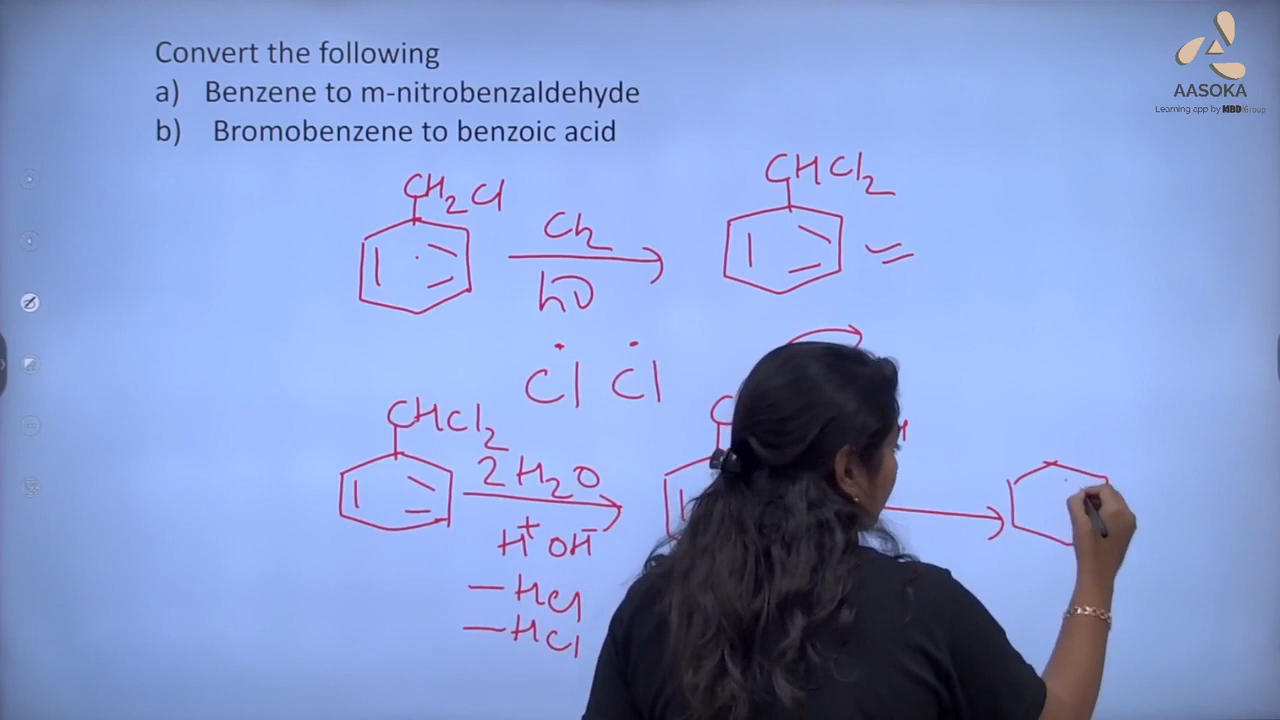 Convert the following
a) Benzene to m-nitrobenzaldehyde
b) Bromobenzene to benzoic acid
AASOKA
Learning app by MBD Group
CH2Cl
Cl2
hν
CHCl2
Cl Cl
CHCl2
2H2O
H+ OH-
-HCl
-HCl